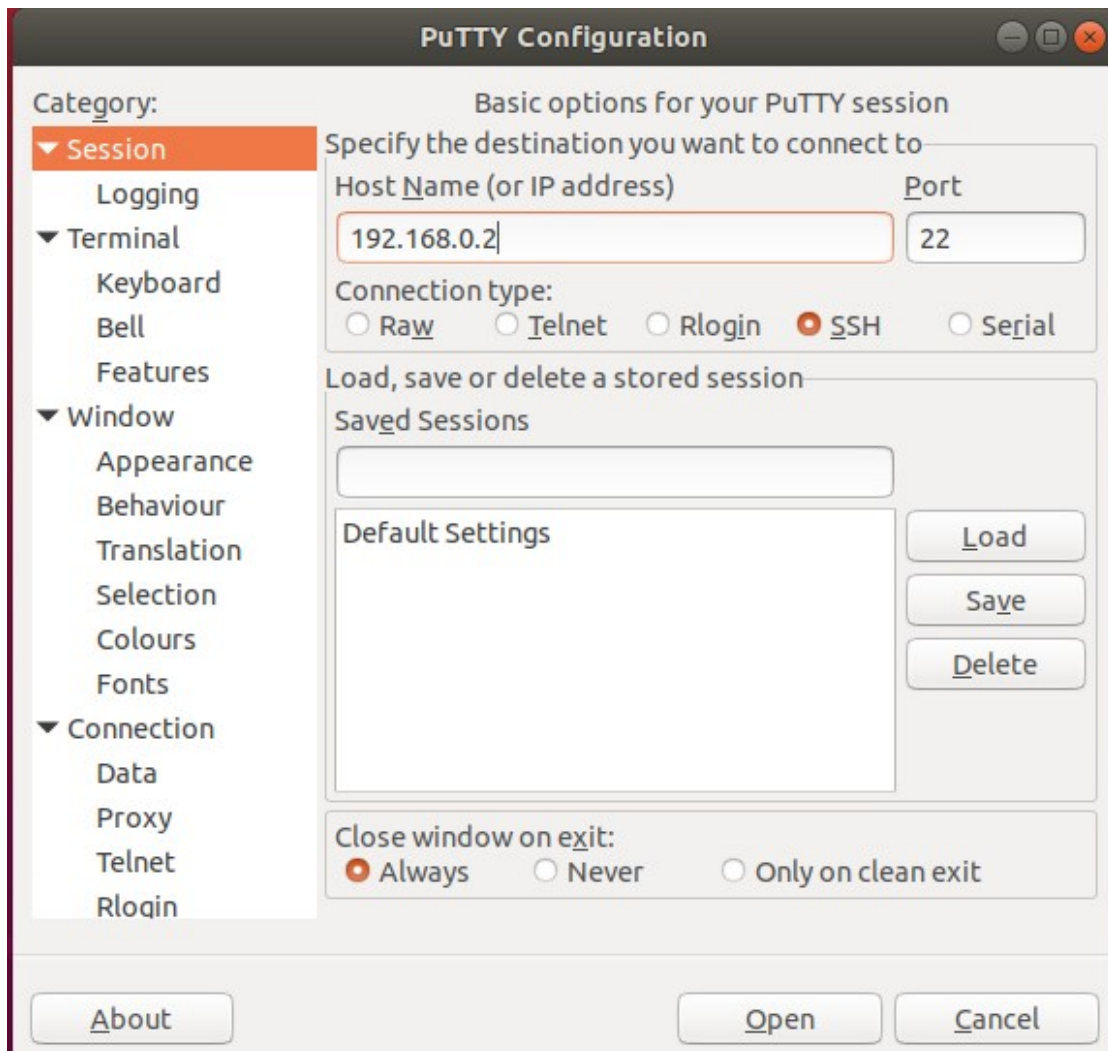 PuTTY Configuration
Category:
Session
Logging
Terminal
Keyboard
Bell
Features
Window
Appearance
Behaviour
Translation
Selection
Colours
Fonts
Connection
Data
Proxy
Telnet
Rlogin
Basic options for your PuTTY session
Specify the destination you want to connect to
Host Name (or IP address) Port
192.168.0.2 22
Connection type:
Raw Telnet Rlogin SSH Serial
Load, save or delete a stored session
Saved Sessions
Default Settings
Load
Save
Delete
Close window on exit:
Always Never Only on clean exit
About Open Cancel